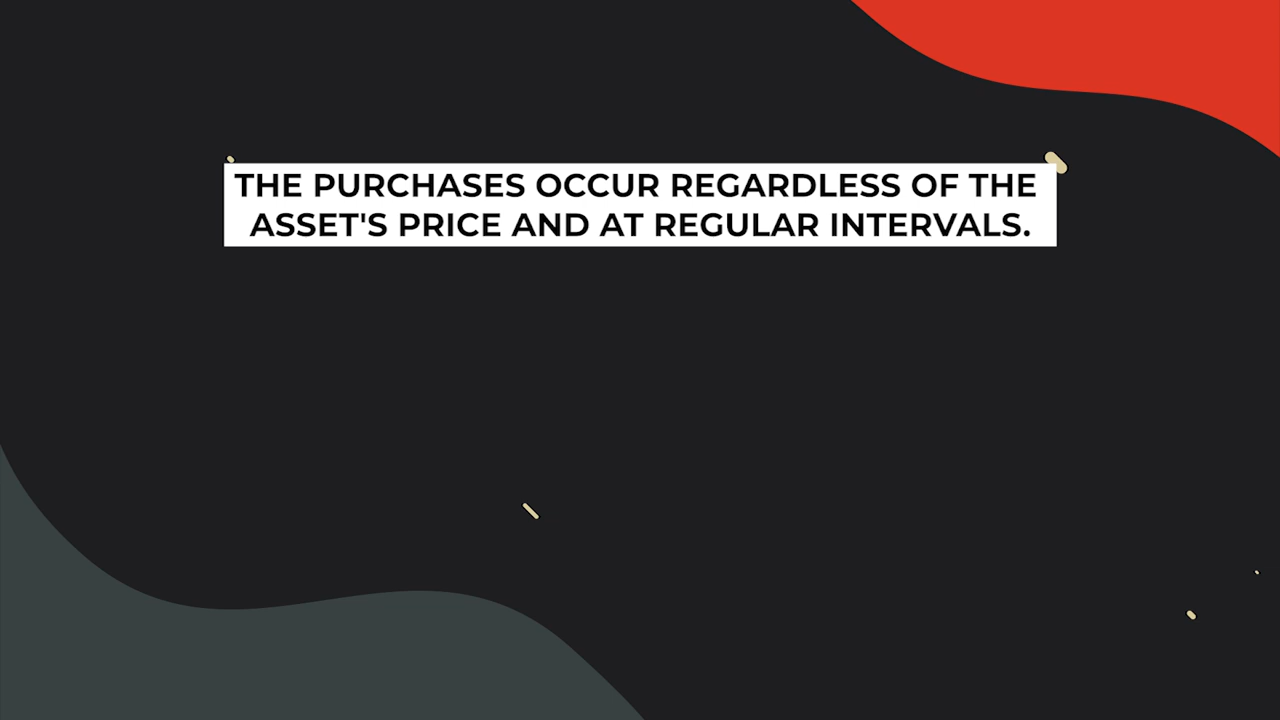 THE PURCHASES OCCUR REGARDLESS OF THE
ASSET'S PRICE AND AT REGULAR INTERVALS.